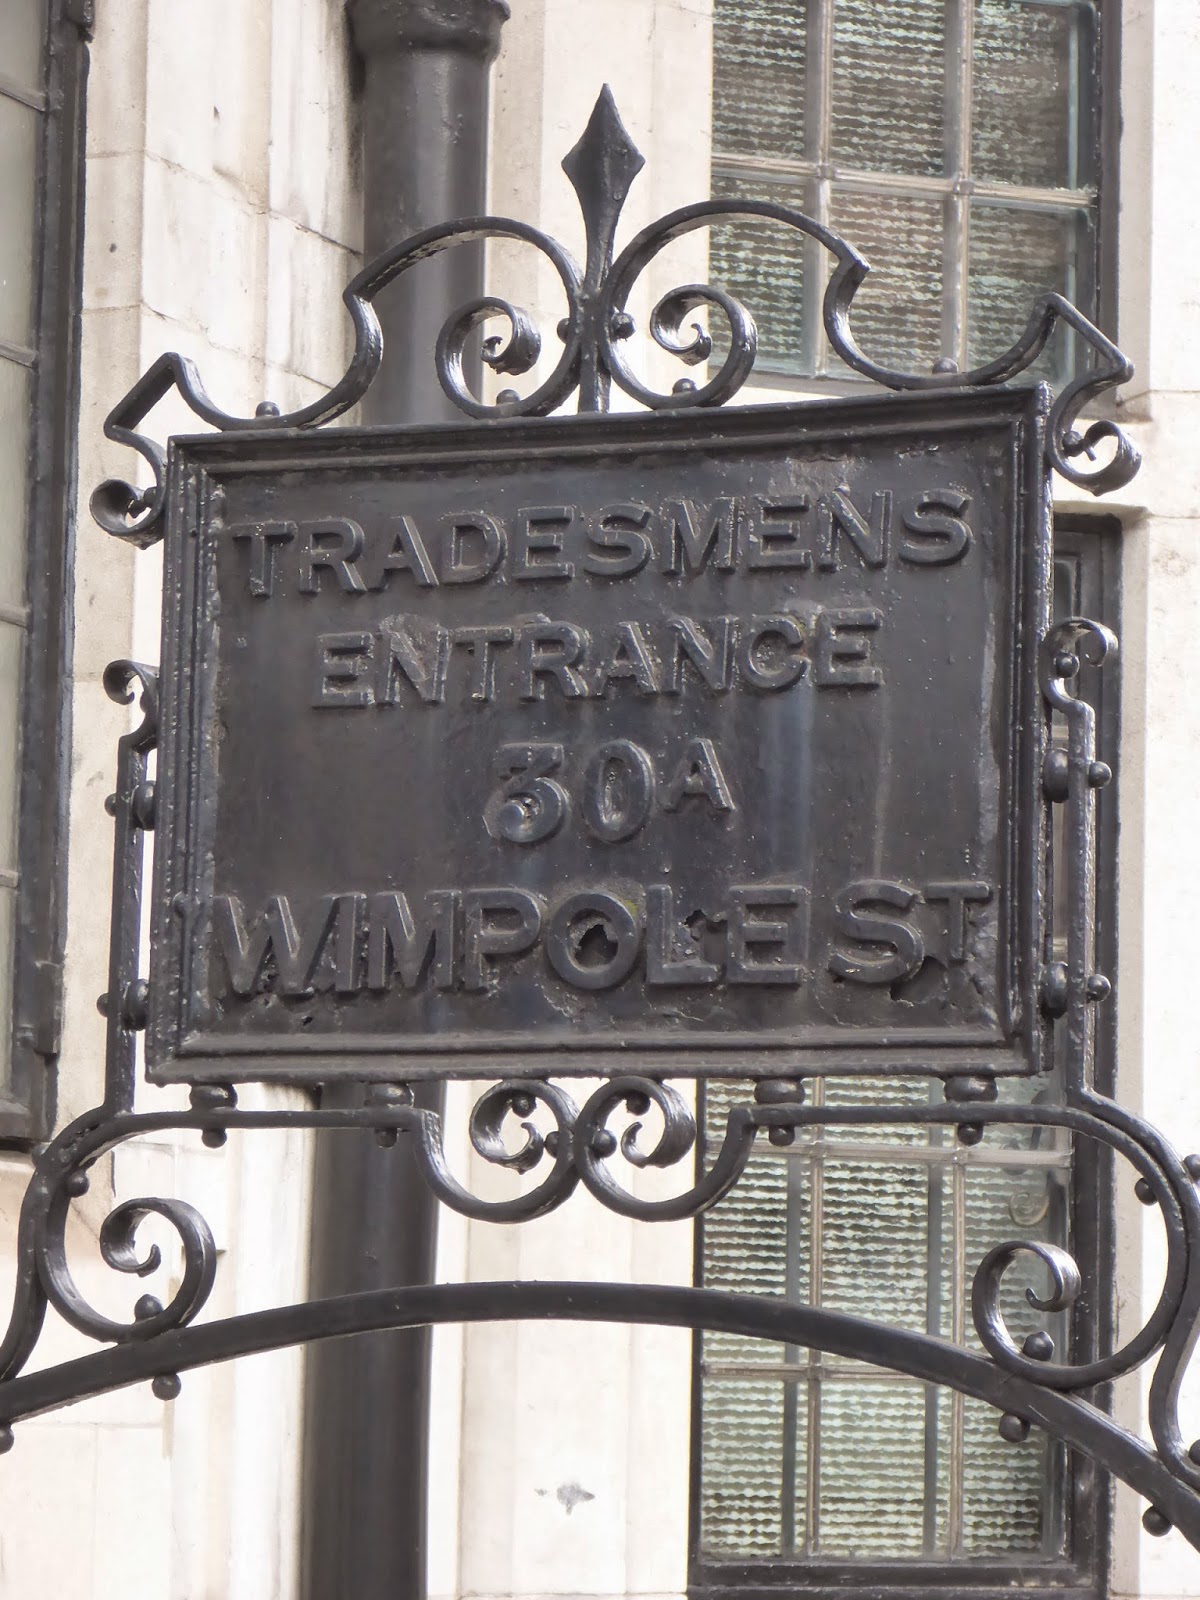 TRADESMENS
ENTRANCE
30A
WIMPOLE ST